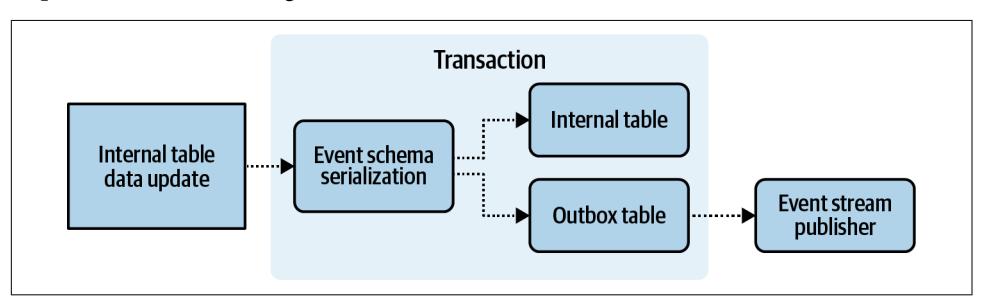 Transaction
Internal table
data update
Event schema
serialization
Internal table
Outbox table
Event stream
publisher